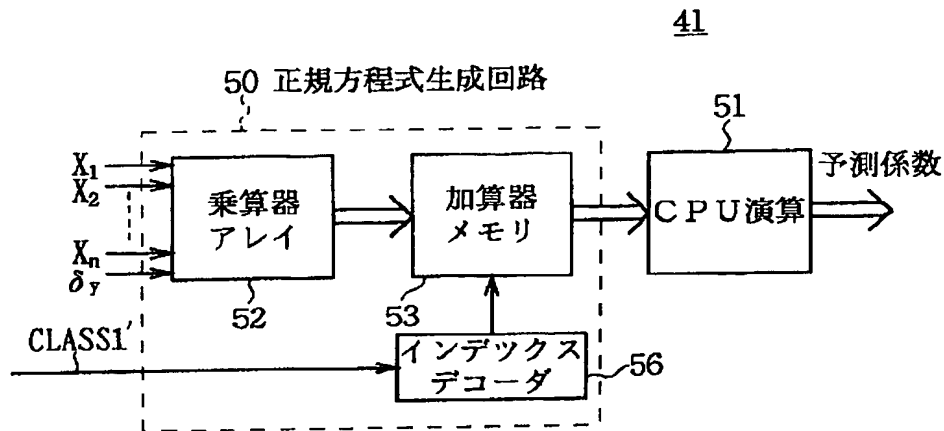 41
50 正規方程式生成回路
51
X1
X2
Xn
δy
乗算器
アレイ
52
加算器
メモリ
53
CPU演算
予測係数
CLASS1'
インデックス
デコーダ
56